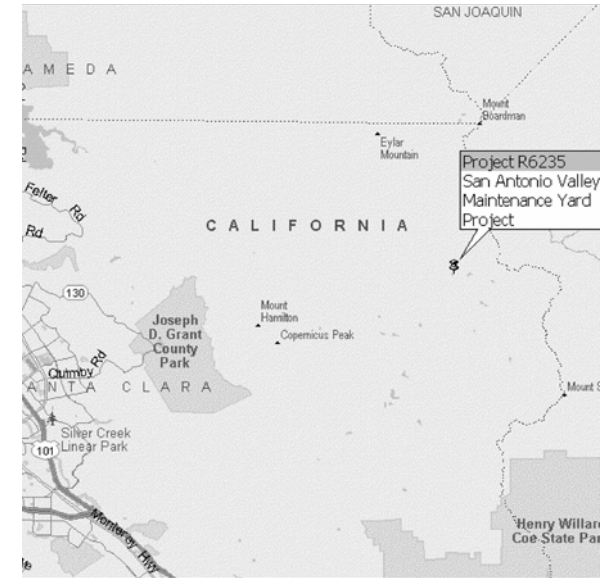 SAN JOAQUIN
AMEDA
Mount
Boardman
Eylar
Mountain
Project R6235
San Antonio Valley
Maintenance Yard
Project
Felter Rd
Rd
CALIFORNIA
130
Joseph
D. Grant
County
Park
Mount
Hamilton
Copernicus Peak
Quimby Rd
ANTA CLARA
Mount S
Silver Creek
Linear Park
101
Monterey Hwy
Henry Willar
Coe State Par